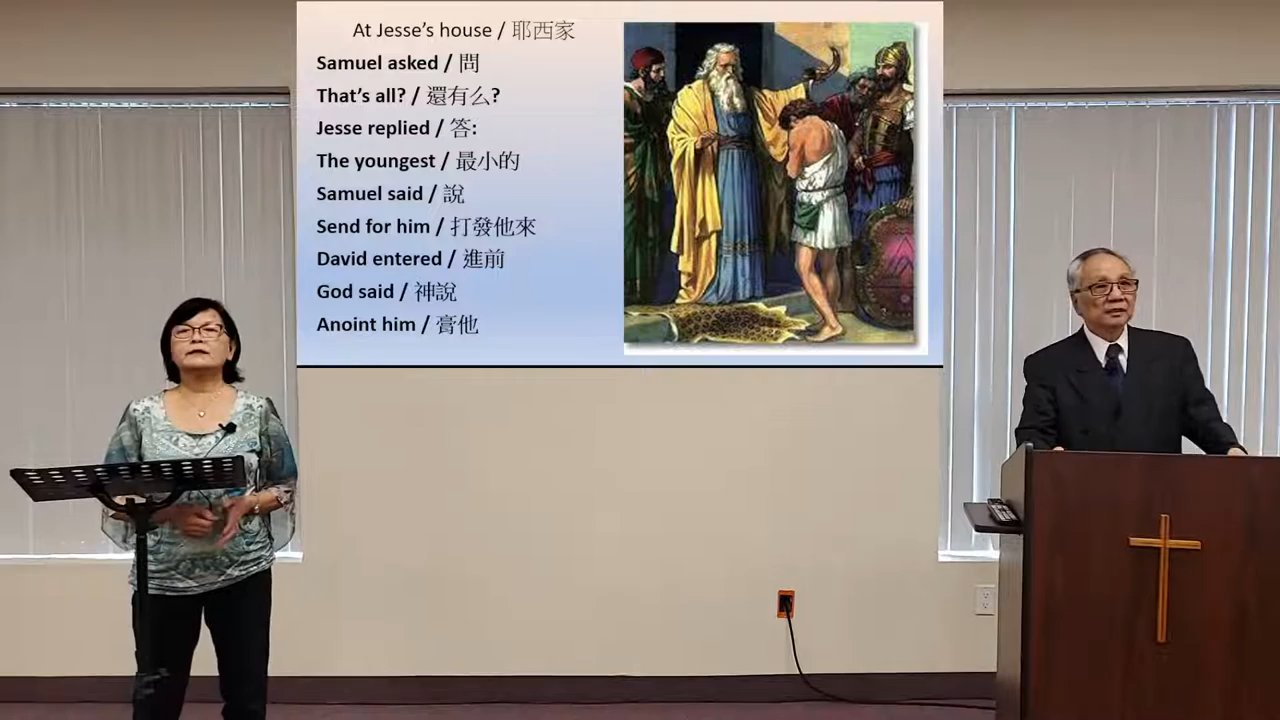 At Jesse's house / 耶西家
Samuel asked / 問
That's all? / 還有么?
Jesse replied / 答:
The youngest / 最小的
Samuel said / 說
Send for him / 打發他來
David entered / 進前
God said / 神說
Anoint him / 膏他